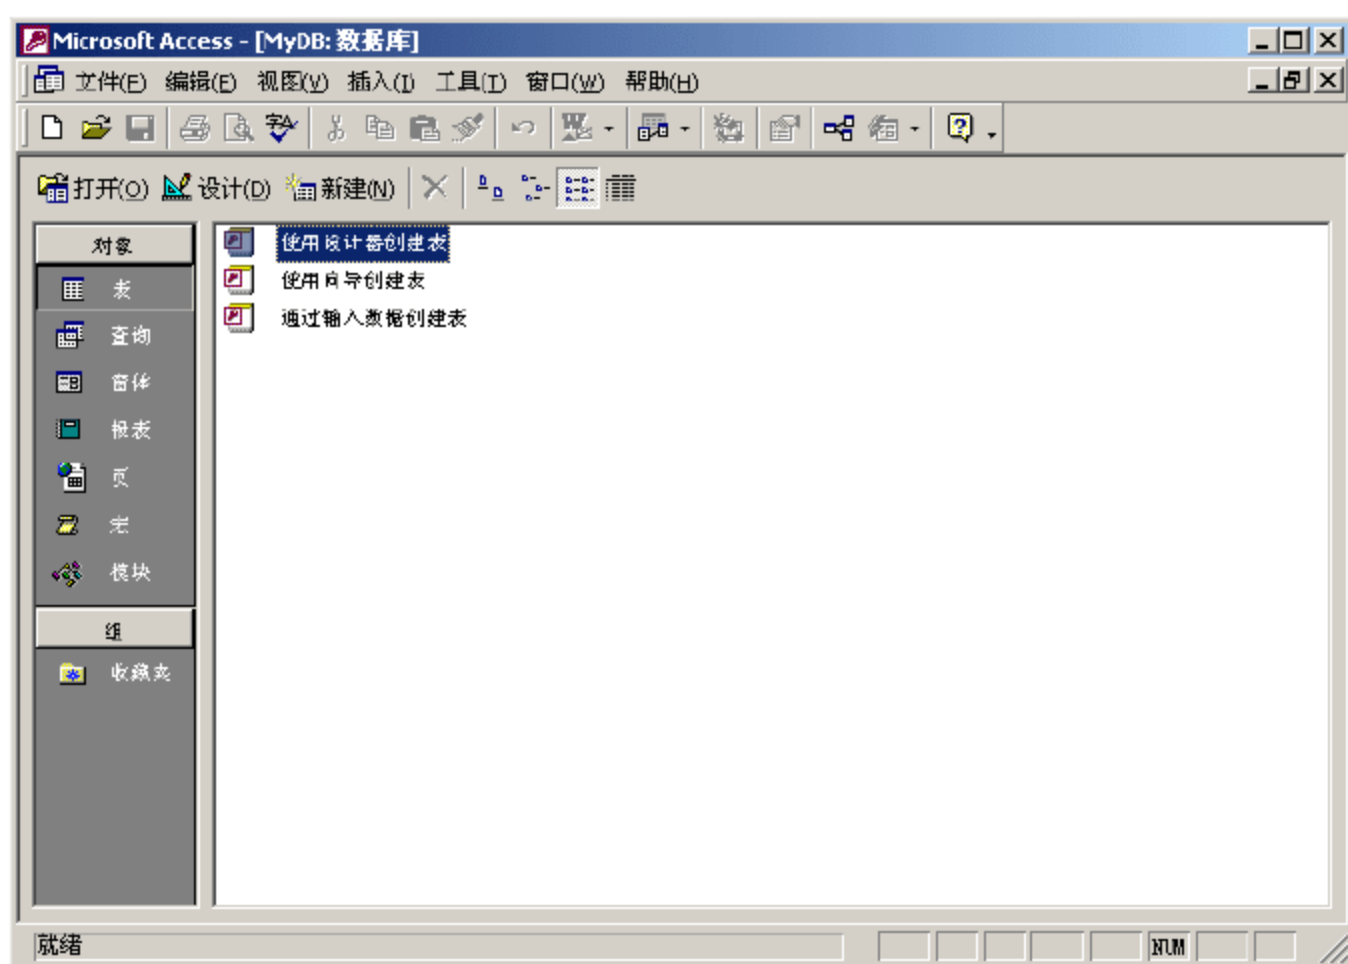 Microsoft Access - [MyDB: 数据库]
文件(F) 编辑(E) 视图(V) 插入(I) 工具(T) 窗口(W) 帮助(H)
打开(O) 设计(D) 新建(N)
对象
表
查询
窗体
报表
页
宏
模块
组
收藏夹
使用设计器创建表
使用向导创建表
通过输入数据创建表
就绪
NUM